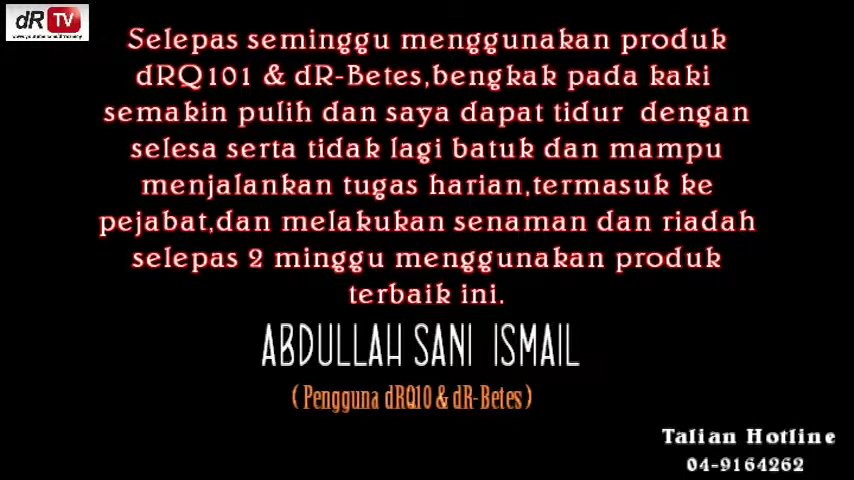 dR TV
Selepas seminggu menggunakan produk
dRQ101 & dR-Betes,bengkak pada kaki
semakin pulih dan saya dapat tidur dengan
selesa serta tidak lagi batuk dan mampu
menjalankan tugas harian,termasuk ke
pejabat,dan melakukan senaman dan riadah
selepas 2 minggu menggunakan produk
terbaik ini.
ABDULLAH SANI ISMAIL
( Pengguna dRQ10 & dR-Betes )
Talian Hotline
04-9164262